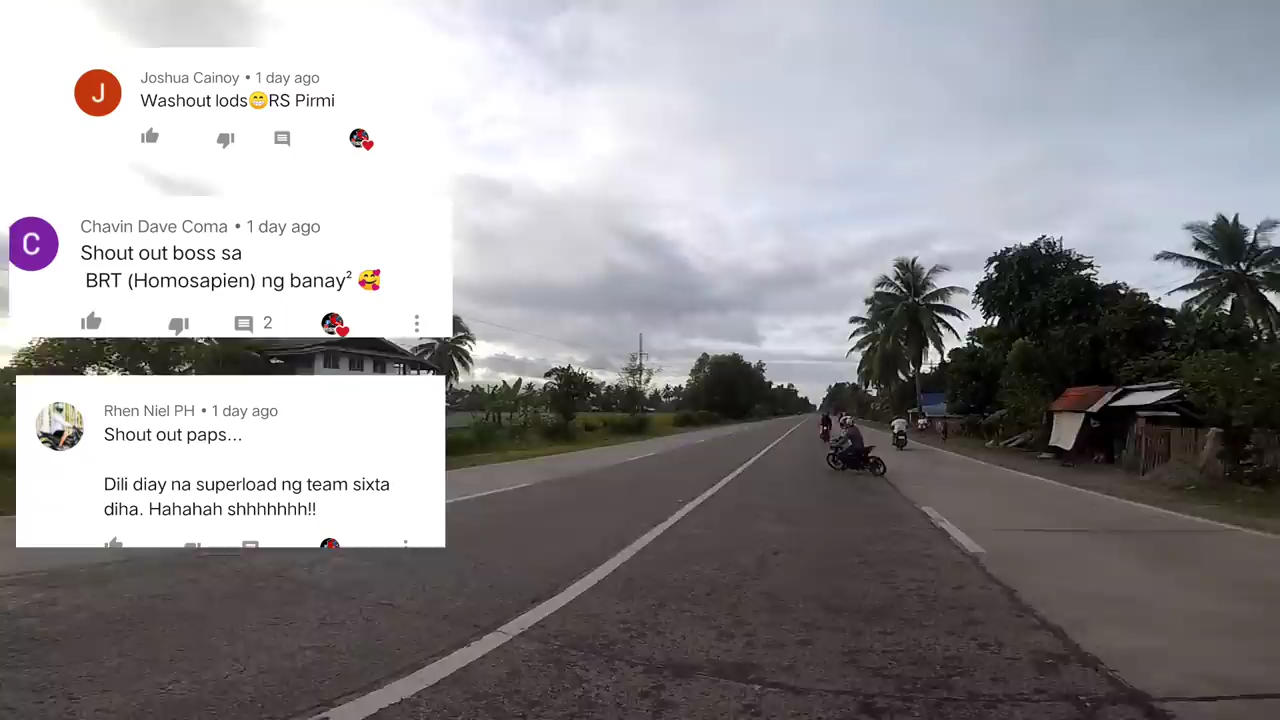 Joshua Cainoy • 1 day ago
Washout lods😁RS Pirmi
Chavin Dave Coma • 1 day ago
Shout out boss sa
BRT (Homosapien) ng banay² 🥰
2
Rhen Niel PH • 1 day ago
Shout out paps...
Dili diay na superload ng team sixta
diha. Hahahah shhhhhhh!!